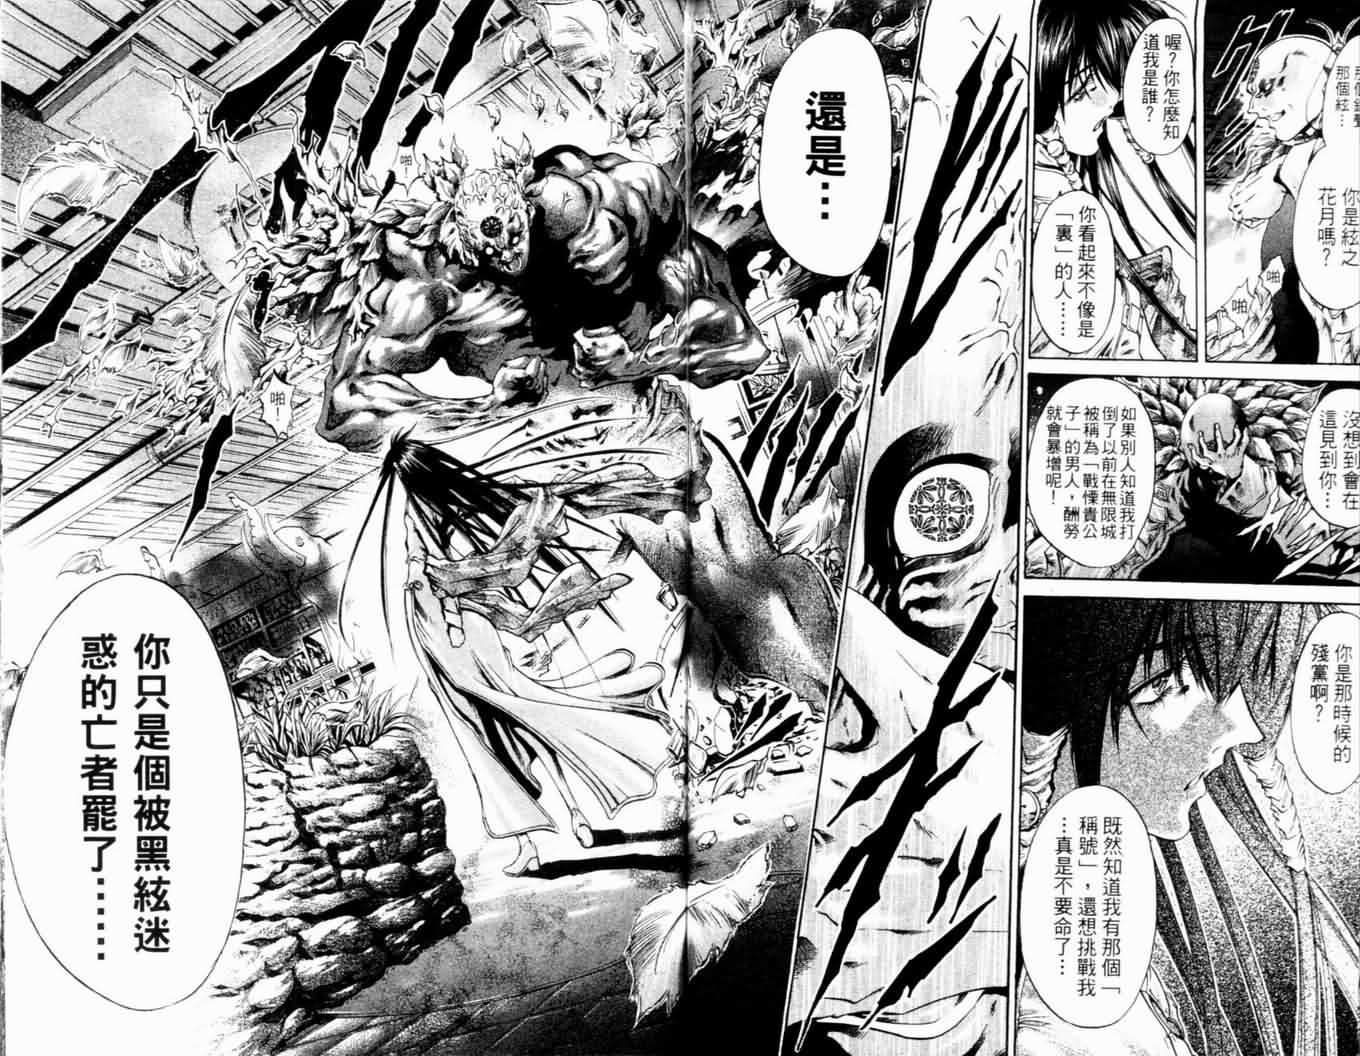 那個絃…
你是絃之
花月嗎？
喔？你怎麼知
道我是誰？
你看起來不像是
「裏」的人……
啪
啪
沒想到會在
這見到你…
如果別人知道我打
倒了以前在無限城
被稱為「戰慄貴公
子」的男人，酬勞
就會暴增呢！
你是那時候的
殘黨啊？
既然知道我有那個「
稱號」，還想挑戰我
…真是不要命了…
還是…
啪
啪
啪！
你只是個被黑絃迷
惑的亡者罷了……